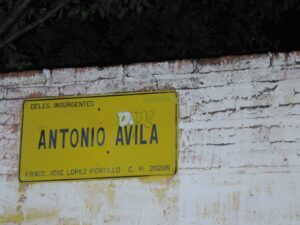 DELEG. INSURGENTES
ANTONIO AVILA
FRACC. JOSE LOPEZ PORTILLO C. P. 20206